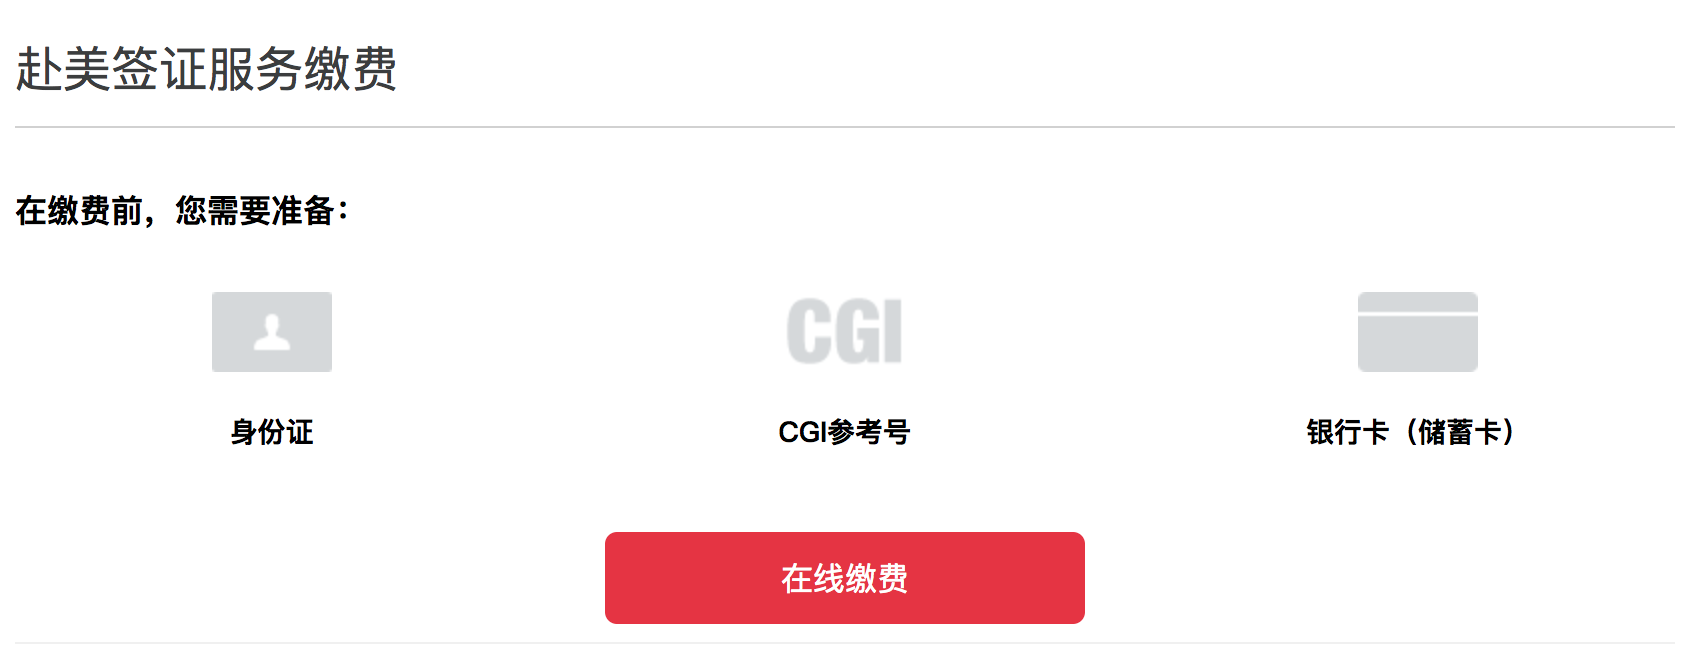 赴美签证服务缴费
在缴费前，您需要准备：
CGI
身份证
CGI参考号
银行卡（储蓄卡）
在线缴费